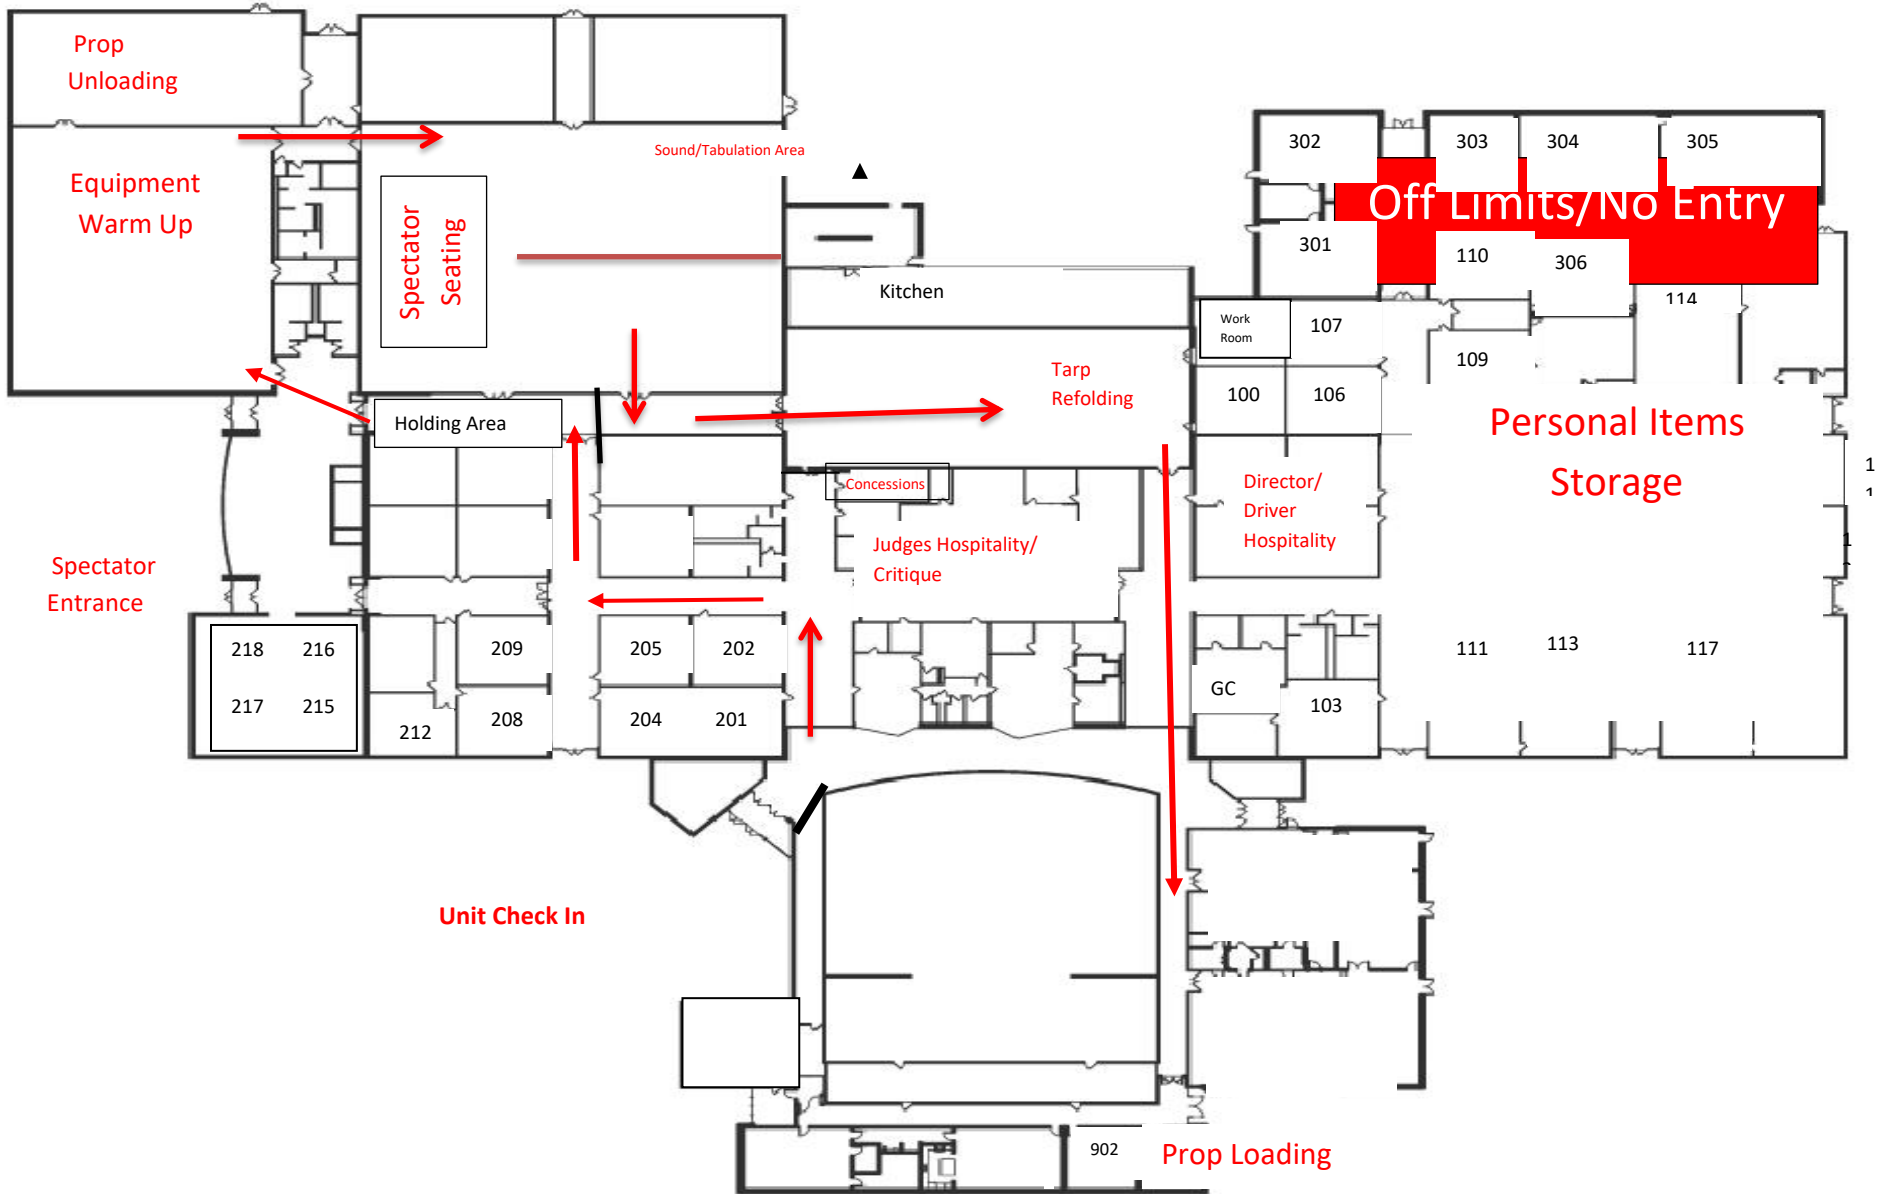 Prop
Unloading
Sound/Tabulation Area
▲
302
303
304
305
Equipment
Warm Up
Off Limits/No Entry
Spectator
Seating
301
110
306
Kitchen
114
Work
Room
107
109
Tarp
Refolding
100
106
Holding Area
Personal Items
Storage
1
1
Concessions
Director/
Driver
Hospitality
Judges Hospitality/
Critique
1
Spectator
Entrance
218
216
209
205
202
111
113
117
217
215
212
208
204
201
GC
103
Unit Check In
902
Prop Loading